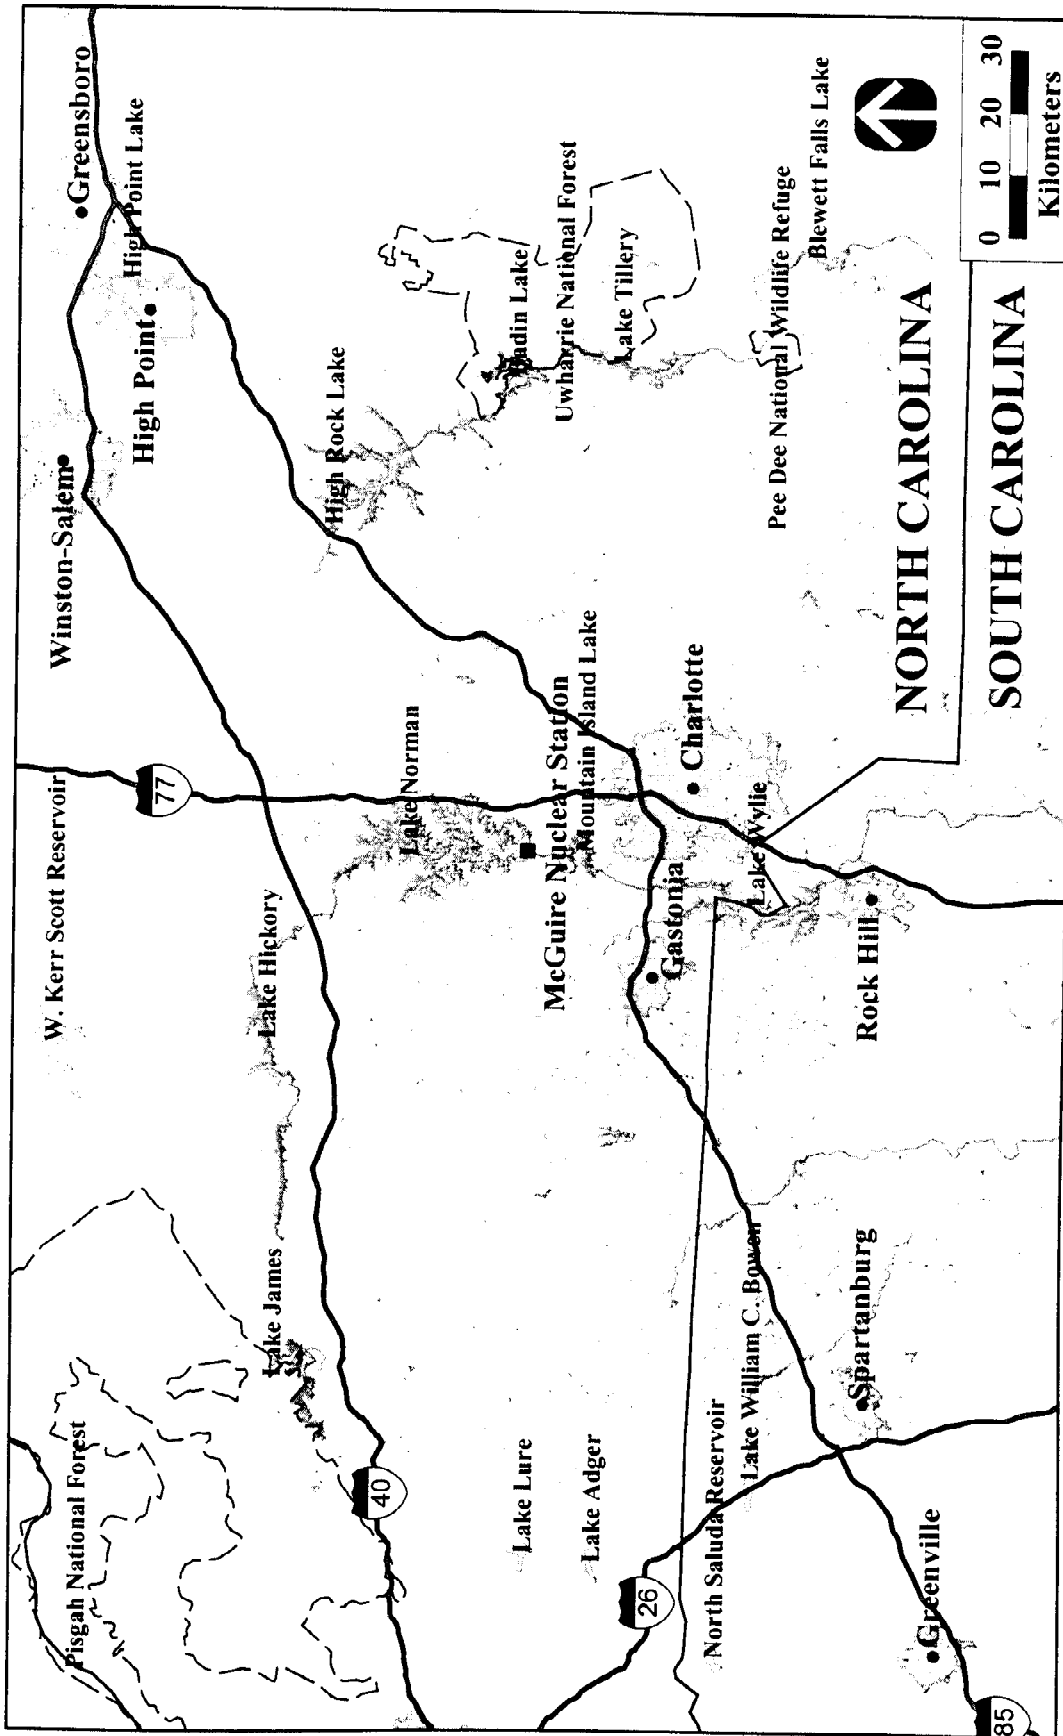 Greensboro
High Point Lake
Winston-Salem
High Point
W. Kerr Scott Reservoir
77
Pisgah National Forest
Lake James
Lake Hickory
High Rock Lake
Lake Norman
40
Badin Lake
Uwharrie National Forest
Lake Tillery
McGuire Nuclear Station
Mountain Island Lake
Lake Lure
Lake Adger
Charlotte
Gastonia
26
Pee Dee National Wildlife Refuge
Blewett Falls Lake
Lake Wylie
North Saluda Reservoir
Lake William C. Bowen
Rock Hill
Spartanburg
Greenville
NORTH CAROLINA
SOUTH CAROLINA
85
0 10 20 30
Kilometers